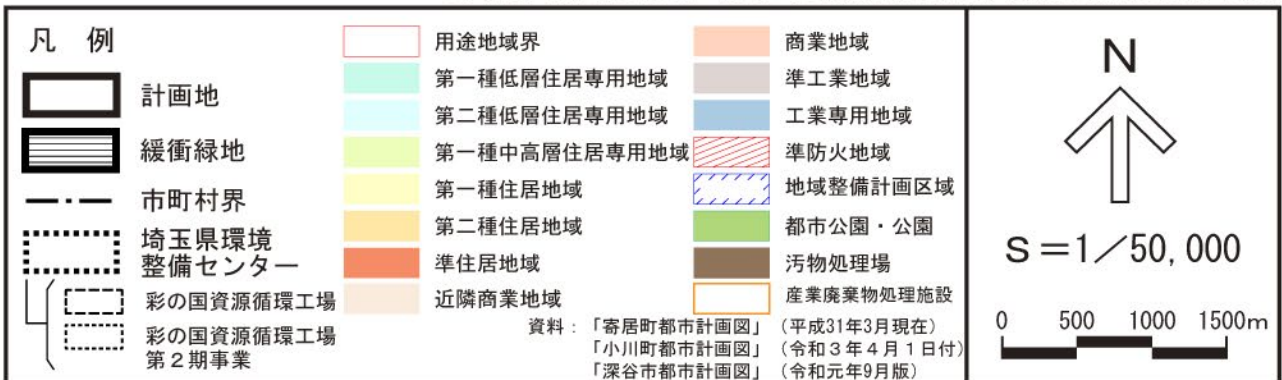 凡 例
計画地
緩衝緑地
市町村界
埼玉県環境
整備センター
彩の国資源循環工場
彩の国資源循環工場
第2期事業
用途地域界
第一種低層住居専用地域
第二種低層住居専用地域
第一種中高層住居専用地域
第一種住居地域
第二種住居地域
準住居地域
近隣商業地域
商業地域
準工業地域
工業専用地域
準防火地域
地域整備計画区域
都市公園・公園
汚物処理場
産業廃棄物処理施設
資料：「寄居町都市計画図」（平成31年3月現在）
「小川町都市計画図」（令和３年４月１日付）
「深谷市都市計画図」（令和元年9月版）
N
S＝1／50,000
0 500 1000 1500m